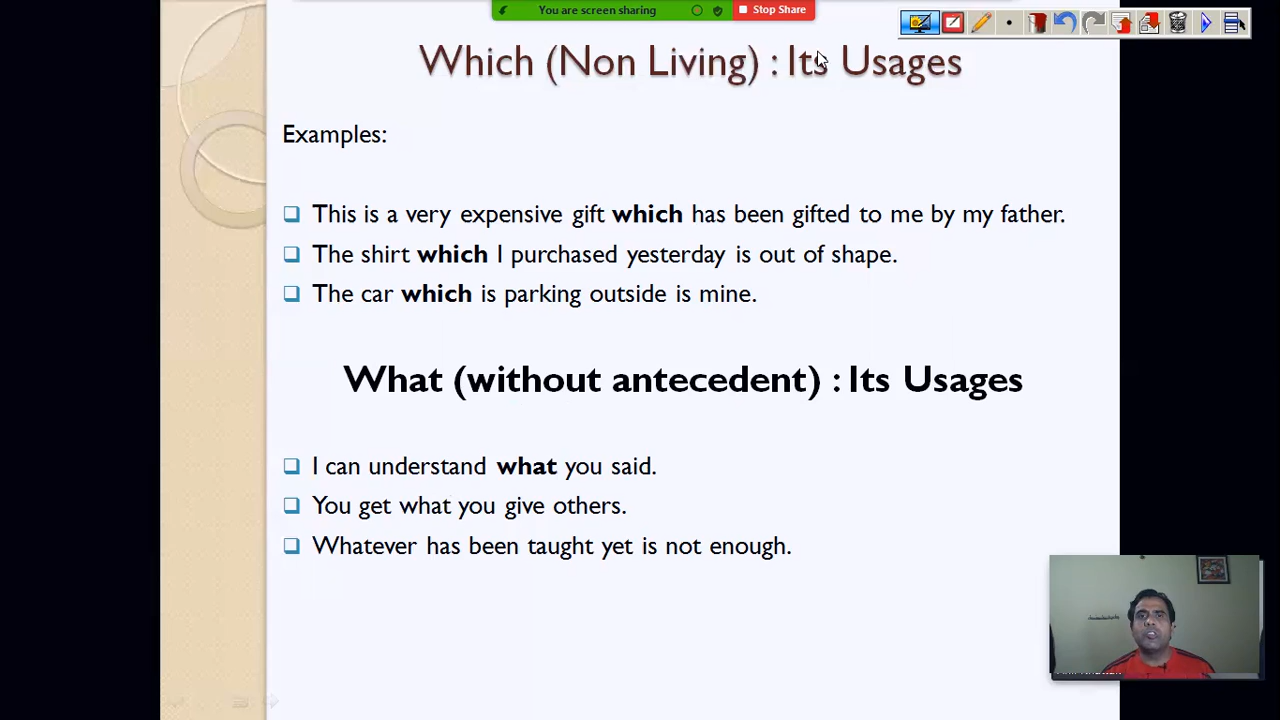 You are screen sharing
Stop Share
Which (Non Living) : Its Usages
Examples:
This is a very expensive gift which has been gifted to me by my father.
The shirt which I purchased yesterday is out of shape.
The car which is parking outside is mine.
What (without antecedent) : Its Usages
I can understand what you said.
You get what you give others.
Whatever has been taught yet is not enough.